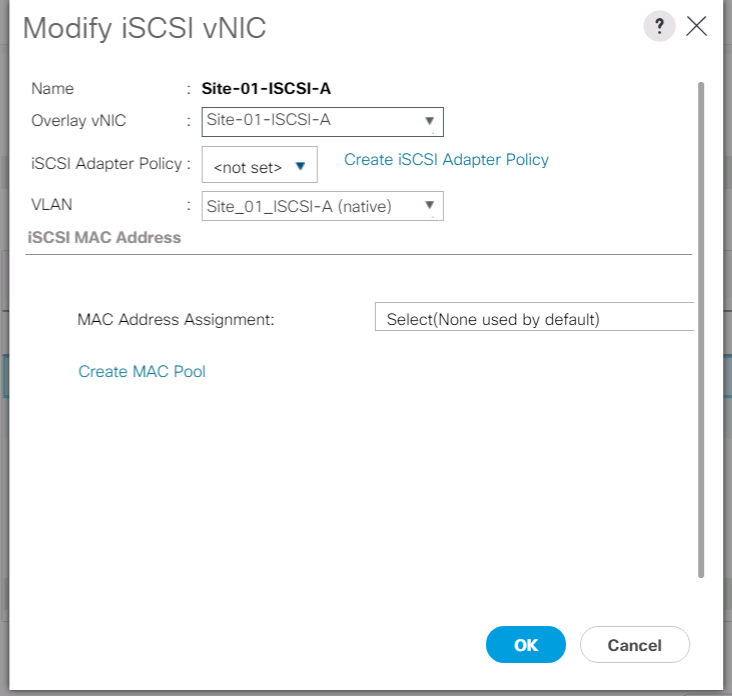 Modify iSCSI vNIC ? ×
Name : Site-01-ISCSI-A
Overlay vNIC : Site-01-ISCSI-A ▼
iSCSI Adapter Policy : <not set> ▼ Create iSCSI Adapter Policy
VLAN : Site_01_ISCSI-A (native) ▼
iSCSI MAC Address
MAC Address Assignment: Select(None used by default)
Create MAC Pool
OK Cancel